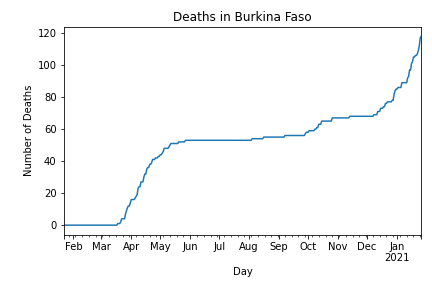 Deaths in Burkina Faso
120
100
80
60
40
20
0
Number of Deaths
Feb Mar Apr May Jun Jul Aug Sep Oct Nov Dec Jan
2021
Day